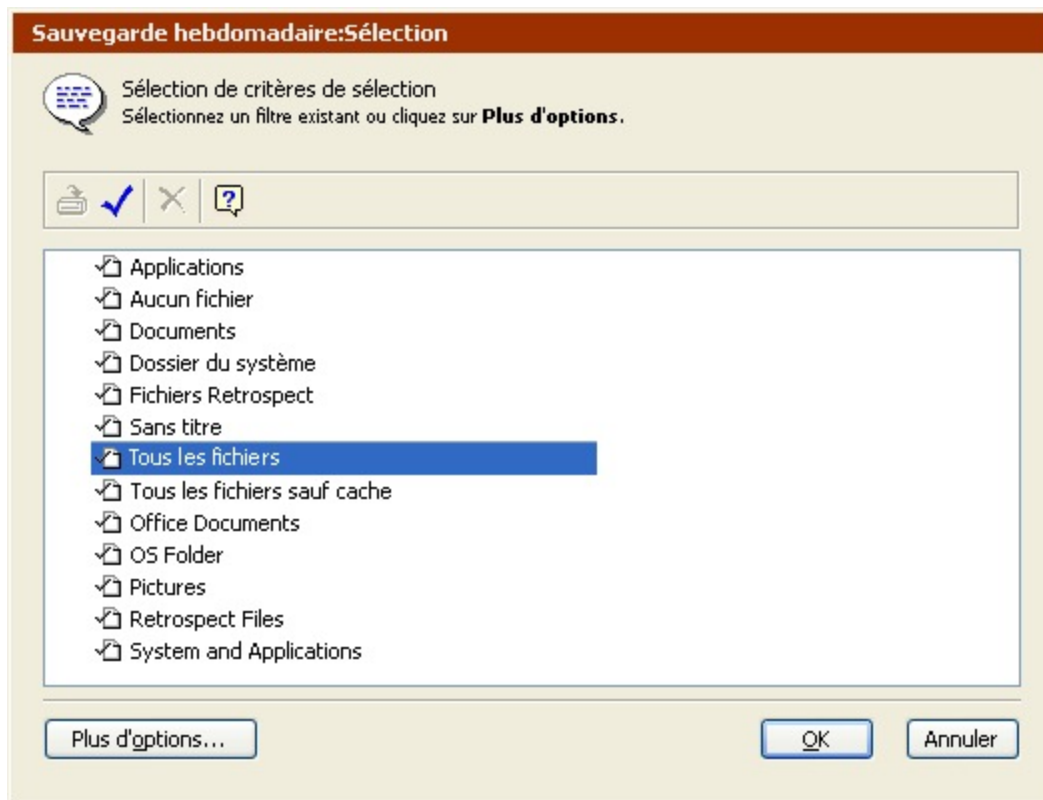 Sauvegarde hebdomadaire:Sélection
Sélection de critères de sélection
Sélectionnez un filtre existant ou cliquez sur Plus d'options.
Applications
Aucun fichier
Documents
Dossier du système
Fichiers Retrospect
Sans titre
Tous les fichiers
Tous les fichiers sauf cache
Office Documents
OS Folder
Pictures
Retrospect Files
System and Applications
Plus d'options... OK Annuler